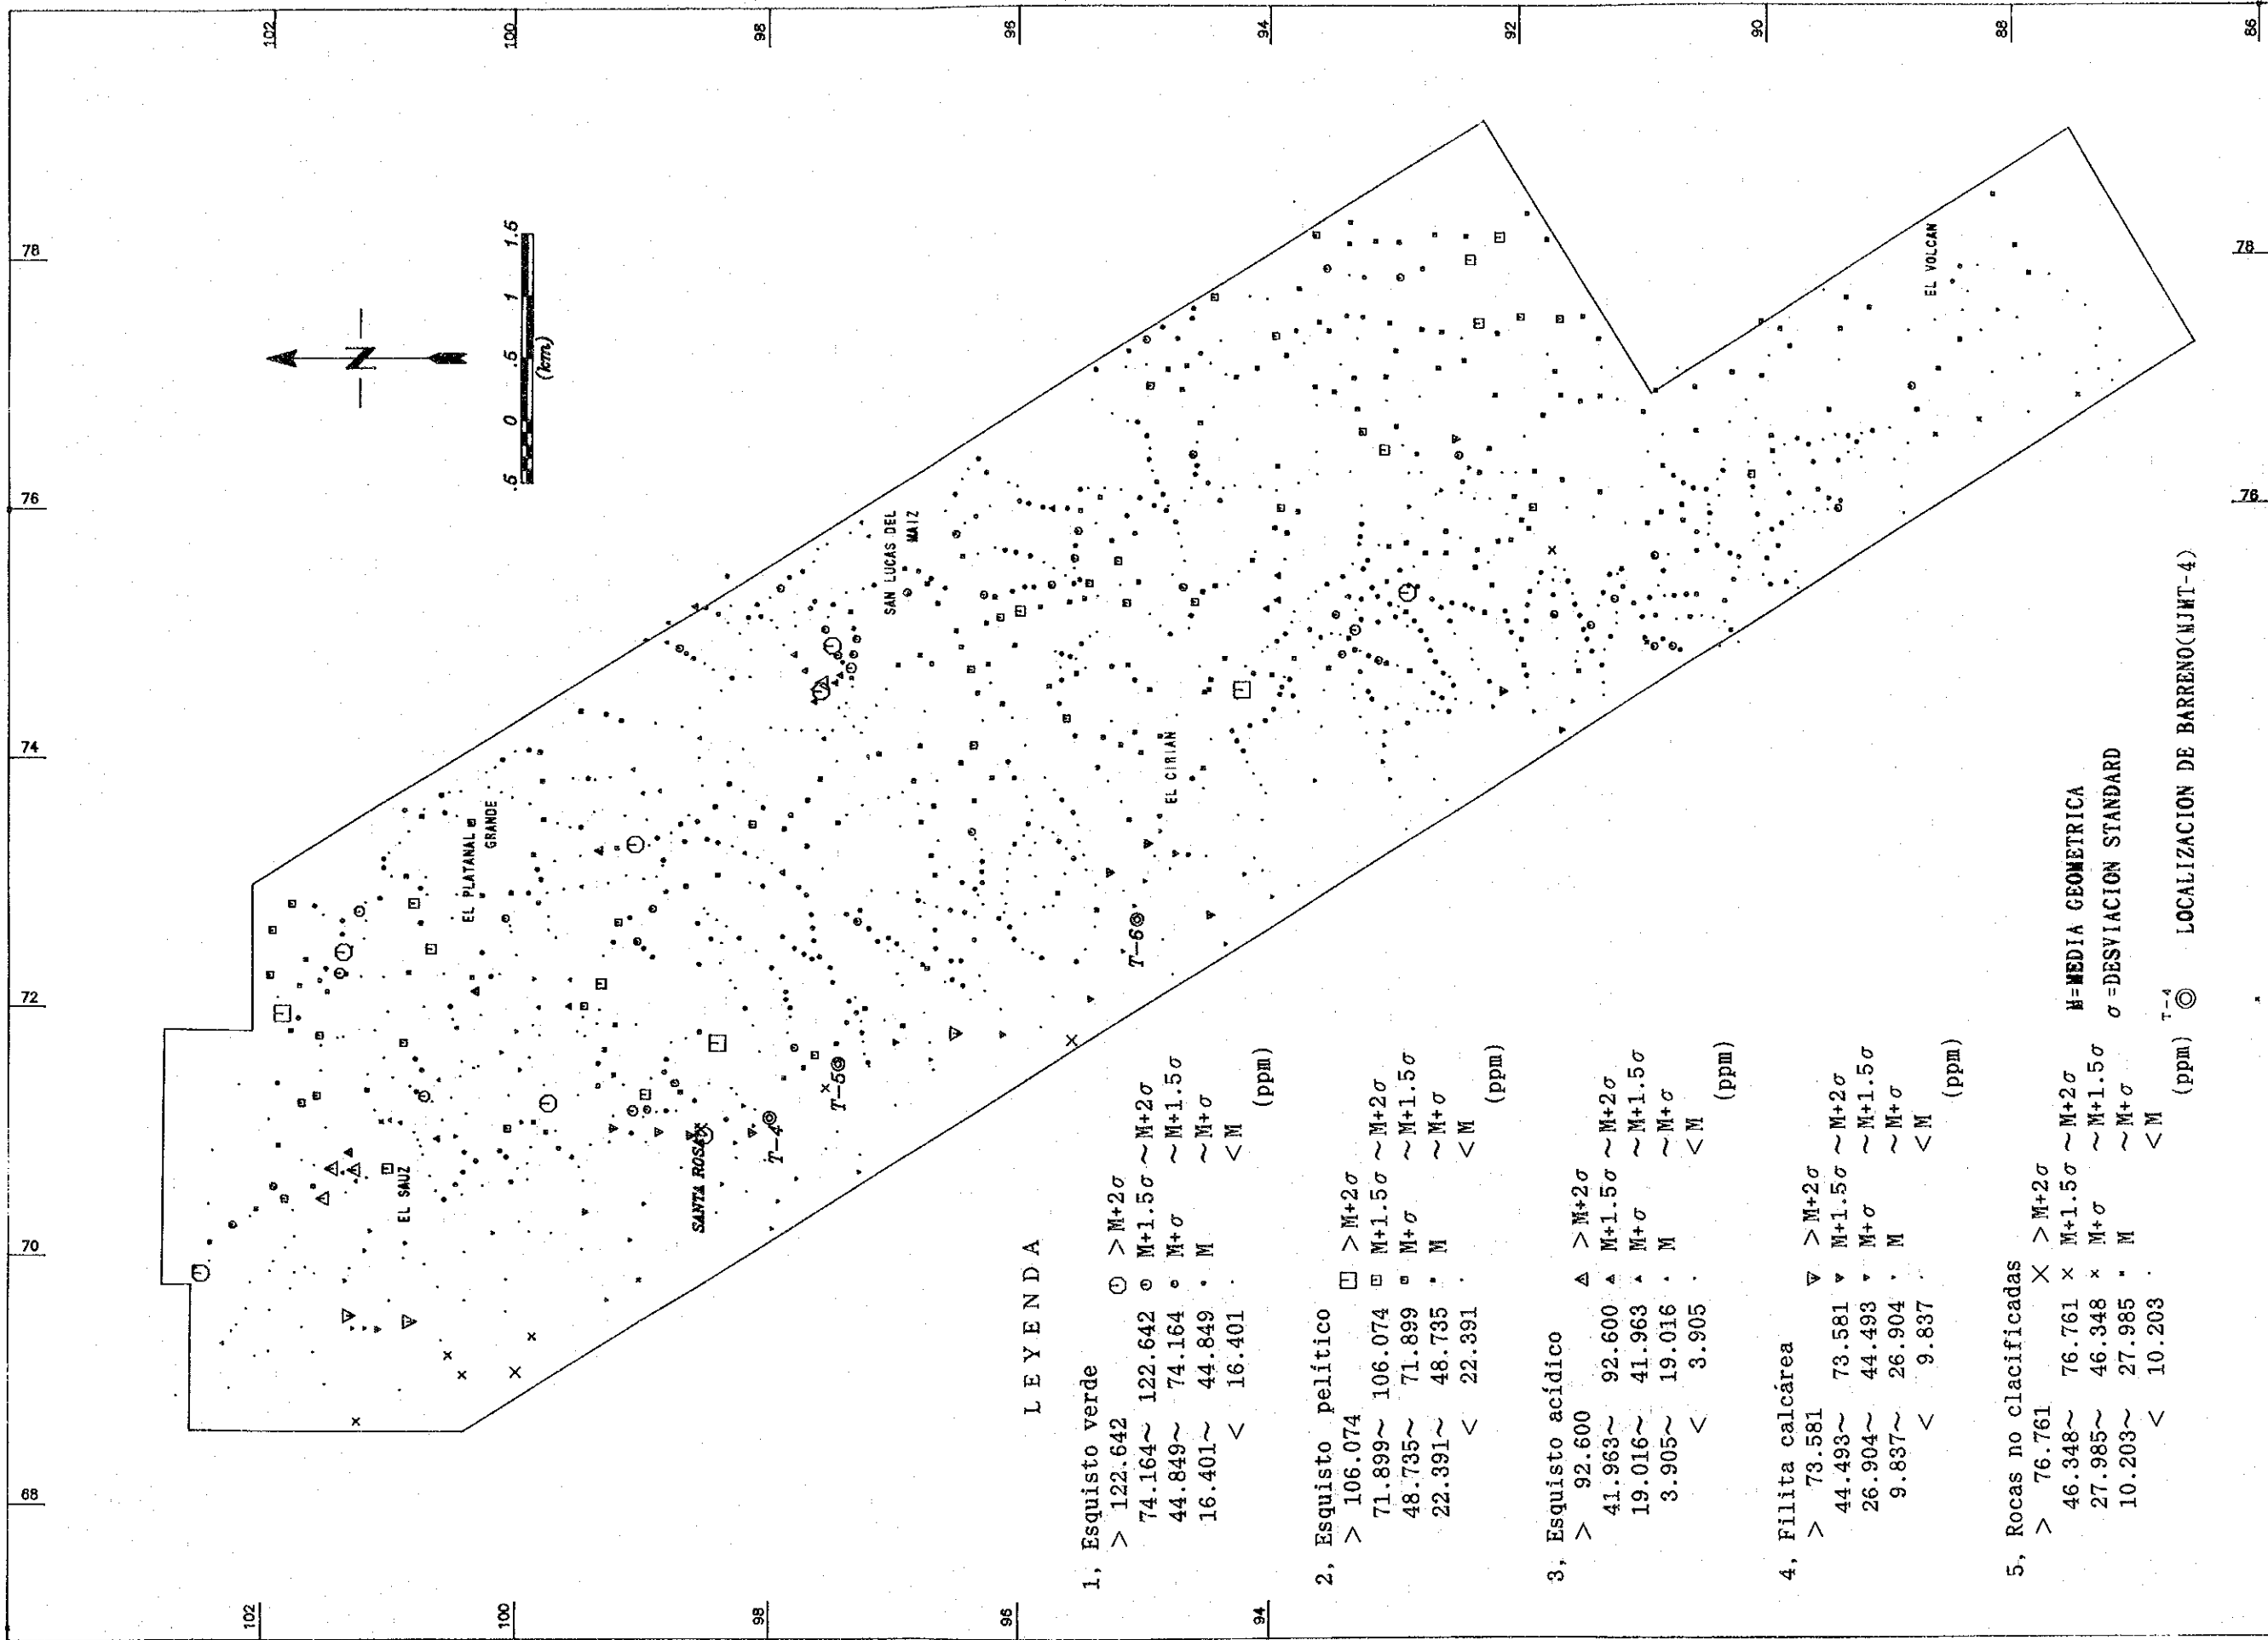 102
100
98
96
94
92
90
88
86
78
76
74
72
70
68
102
100
98
96
94
78
76
N
.5 0 .5 1 1.5
(km)
EL PLATANAL
GRANDE
SAN LUCAS DEL
MAIZ
EL SAUZ
SANTA ROSA
T-4
T-5
T-6
EL CIRIAN
EL VOLCAN
LEYENDA
1, Esquisto verde
> 122.642 > M+2σ
74.164~ 122.642 M+1.5σ ~M+2σ
44.849~ 74.164 M+σ ~M+1.5σ
16.401~ 44.849 M ~M+σ
< 16.401 <M
(ppm)
2, Esquisto pelítico
> 106.074 > M+2σ
71.899~ 106.074 M+1.5σ ~M+2σ
48.735~ 71.899 M+σ ~M+1.5σ
22.391~ 48.735 M ~M+σ
< 22.391 <M
(ppm)
3, Esquisto acídico
> 92.600 > M+2σ
41.963~ 92.600 M+1.5σ ~M+2σ
19.016~ 41.963 M+σ ~M+1.5σ
3.905~ 19.016 M ~M+σ
< 3.905 <M
(ppm)
4, Fillita calcárea
> 73.581 > M+2σ
44.493~ 73.581 M+1.5σ ~M+2σ
26.904~ 44.493 M+σ ~M+1.5σ
9.837~ 26.904 M ~M+σ
< 9.837 <M
(ppm)
5, Rocas no clacificadas
> 76.761 > M+2σ
46.348~ 76.761 M+1.5σ ~M+2σ
27.985~ 46.348 M+σ ~M+1.5σ
10.203~ 27.985 M ~M+σ
< 10.203 <M
(ppm)
M=MEDIA GEOMETRICA
σ=DESVIACION STANDARD
T-4 LOCALIZACION DE BARRENO(MJMT-4)